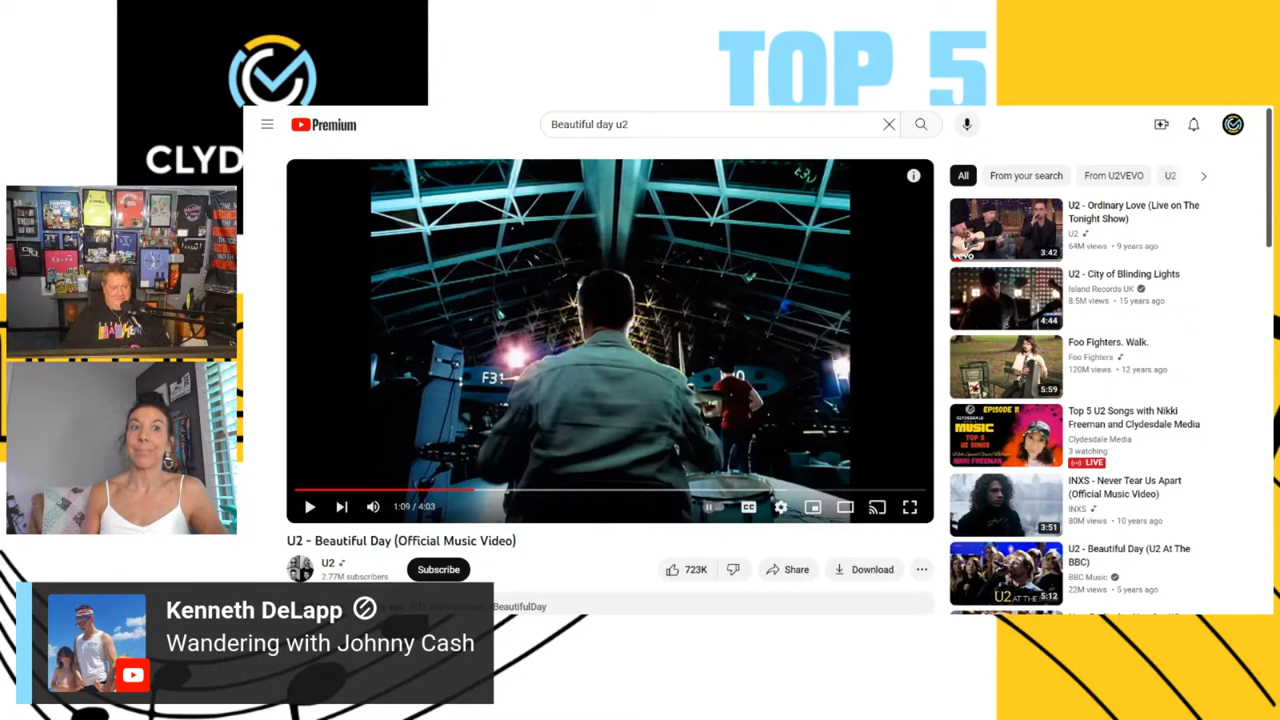 TOP 5
CLYD
Premium
Beautiful day u2
F31
All
From your search
From U2VEVO
U2
U2 - Ordinary Love (Live on The
Tonight Show)
U2
64M views • 9 years ago
vevo
3:42
U2 - City of Blinding Lights
Island Records UK
8.5M views • 15 years ago
4:44
Foo Fighters. Walk.
Foo Fighters
120M views • 12 years ago
5:59
EPISODE 11
CLYDESDALE
MUSIC
TOP 5
U2 SONGS
NIKKI FREEMAN
Top 5 U2 Songs with Nikki
Freeman and Clydesdale Media
Clydesdale Media
3 watching
LIVE
INXS - Never Tear Us Apart
(Official Music Video)
INXS
80M views • 10 years ago
3:51
U2 - Beautiful Day (U2 At The
BBC)
BBC Music
22M views • 5 years ago
U2 AT THE
5:12
1:09 / 4:03
CC
U2 - Beautiful Day (Official Music Video)
U2
2.77M subscribers
Subscribe
723K
Share
Download
#BeautifulDay
Kenneth DeLapp
Wandering with Johnny Cash